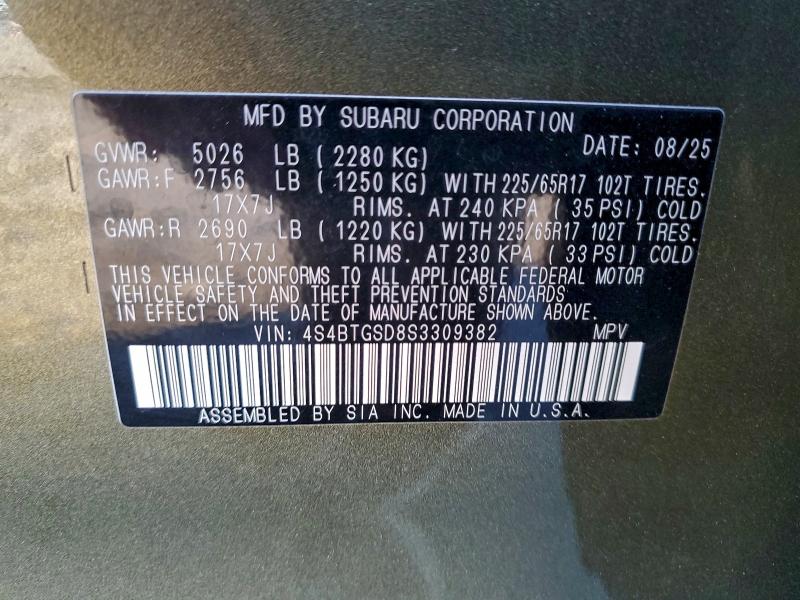 MFD BY SUBARU CORPORATION
DATE: 08/25
GVWR: 5026 LB (2280 KG)
GAWR:F 2756 LB (1250 KG) WITH 225/65R17 102T TIRES.
17X7J RIMS. AT 240 KPA (35 PSI) COLD
GAWR:R 2690 LB (1220 KG) WITH 225/65R17 102T TIRES.
17X7J RIMS. AT 230 KPA (33 PSI) COLD
THIS VEHICLE CONFORMS TO ALL APPLICABLE FEDERAL MOTOR
VEHICLE SAFETY AND THEFT PREVENTION STANDARDS
IN EFFECT ON THE DATE OF MANUFACTURE SHOWN ABOVE.
VIN: 4S4BTGSD8S3309382 MPV
ASSEMBLED BY SIA INC. MADE IN U.S.A.